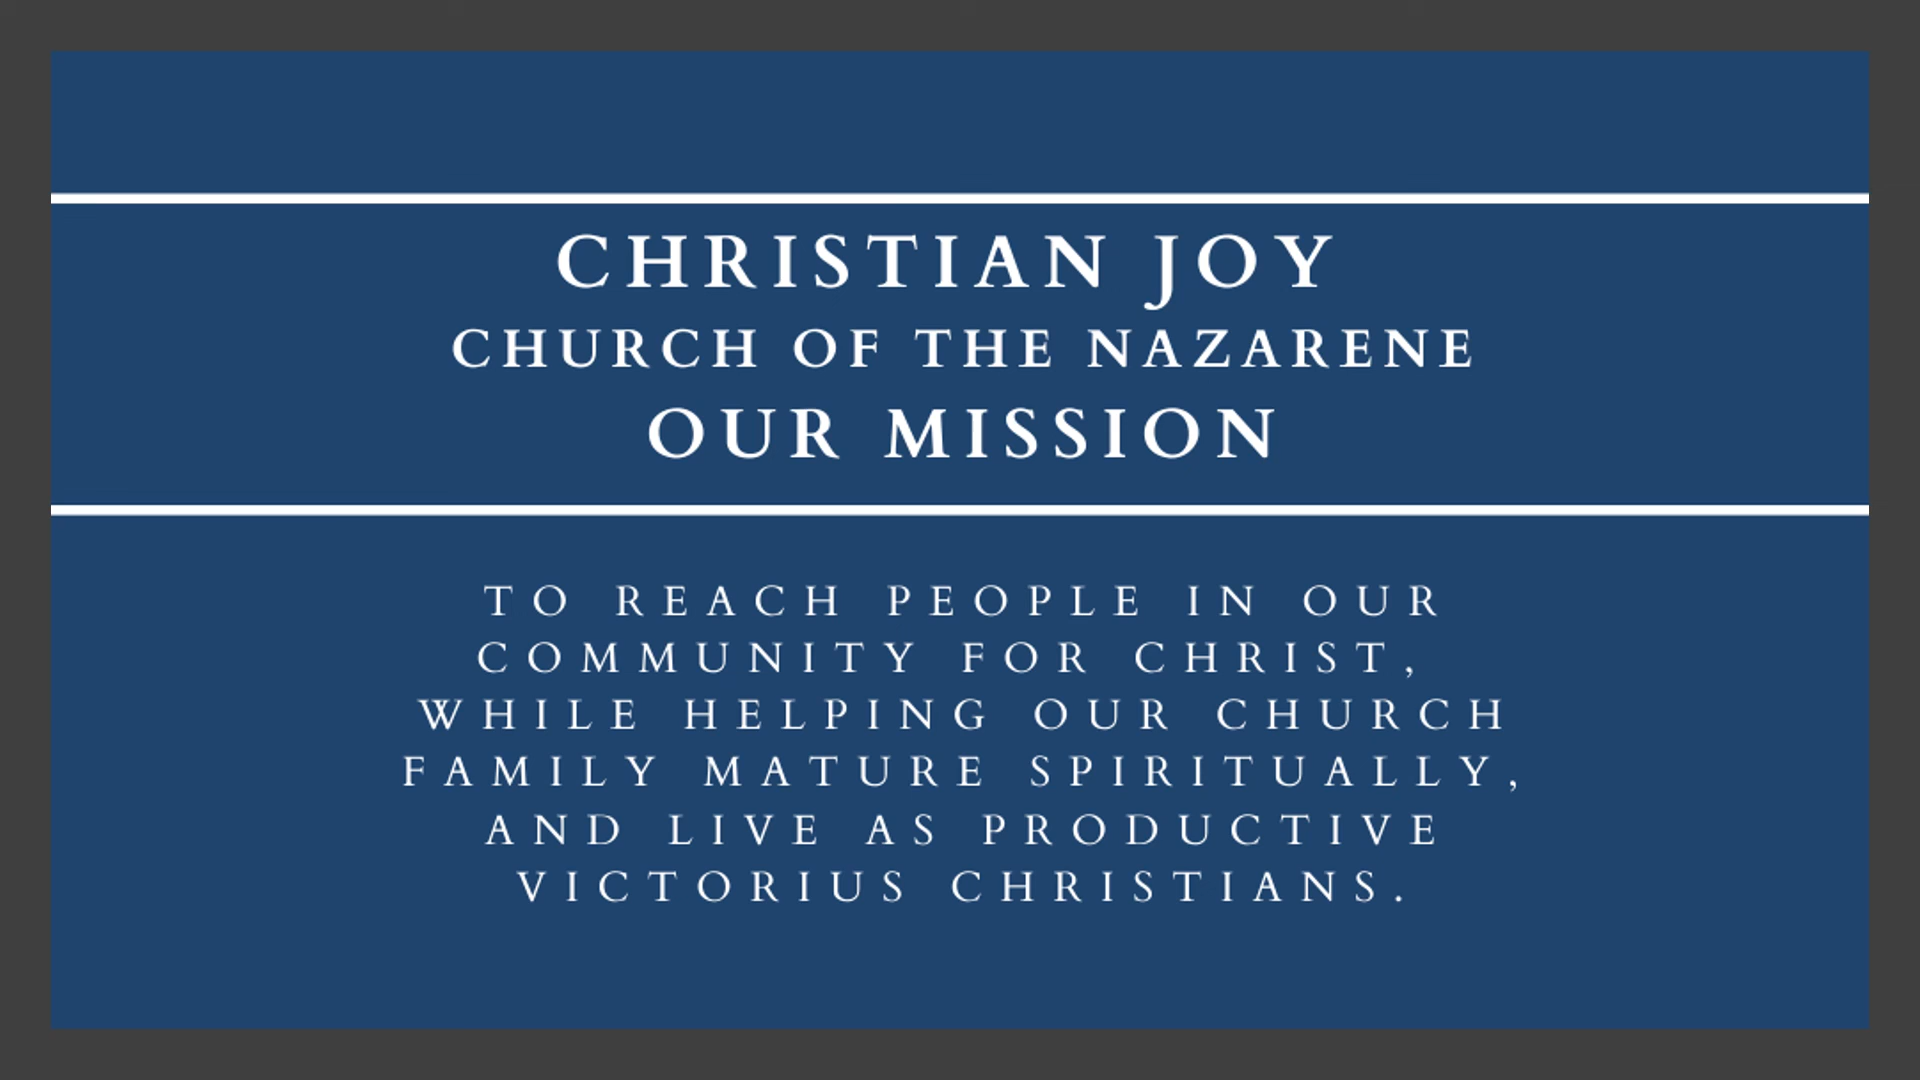 CHRISTIAN JOY
CHURCH OF THE NAZARENE
OUR MISSION
TO REACH PEOPLE IN OUR
COMMUNITY FOR CHRIST,
WHILE HELPING OUR CHURCH
FAMILY MATURE SPIRITUALLY,
AND LIVE AS PRODUCTIVE
VICTORIUS CHRISTIANS.